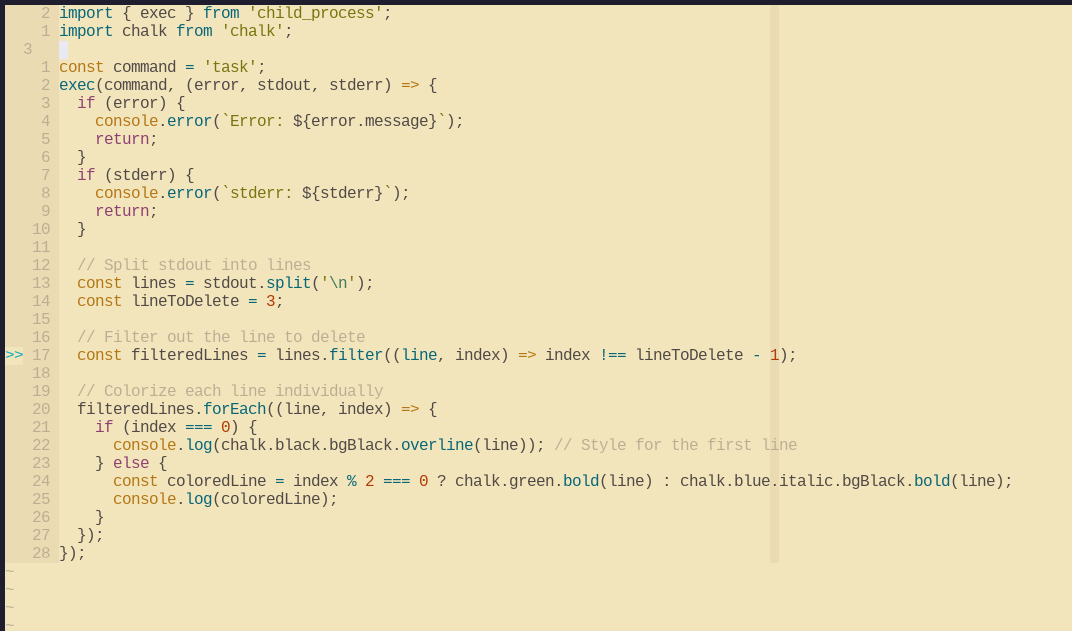 2 import { exec } from 'child_process';
1 import chalk from 'chalk';
3
1 const command = 'task';
2 exec(command, (error, stdout, stderr) => {
3   if (error) {
4     console.error(`Error: ${error.message}`);
5     return;
6   }
7   if (stderr) {
8     console.error(`stderr: ${stderr}`);
9     return;
10   }
11
12   // Split stdout into lines
13   const lines = stdout.split('\n');
14   const lineToDelete = 3;
15
16   // Filter out the line to delete
>> 17   const filteredLines = lines.filter((line, index) => index !== lineToDelete - 1);
18
19   // Colorize each line individually
20   filteredLines.forEach((line, index) => {
21     if (index === 0) {
22       console.log(chalk.black.bgBlack.overline(line)); // Style for the first line
23     } else {
24       const coloredLine = index % 2 === 0 ? chalk.green.bold(line) : chalk.blue.italic.bgBlack.bold(line);
25       console.log(coloredLine);
26     }
27   });
28 });
~
~
~
~